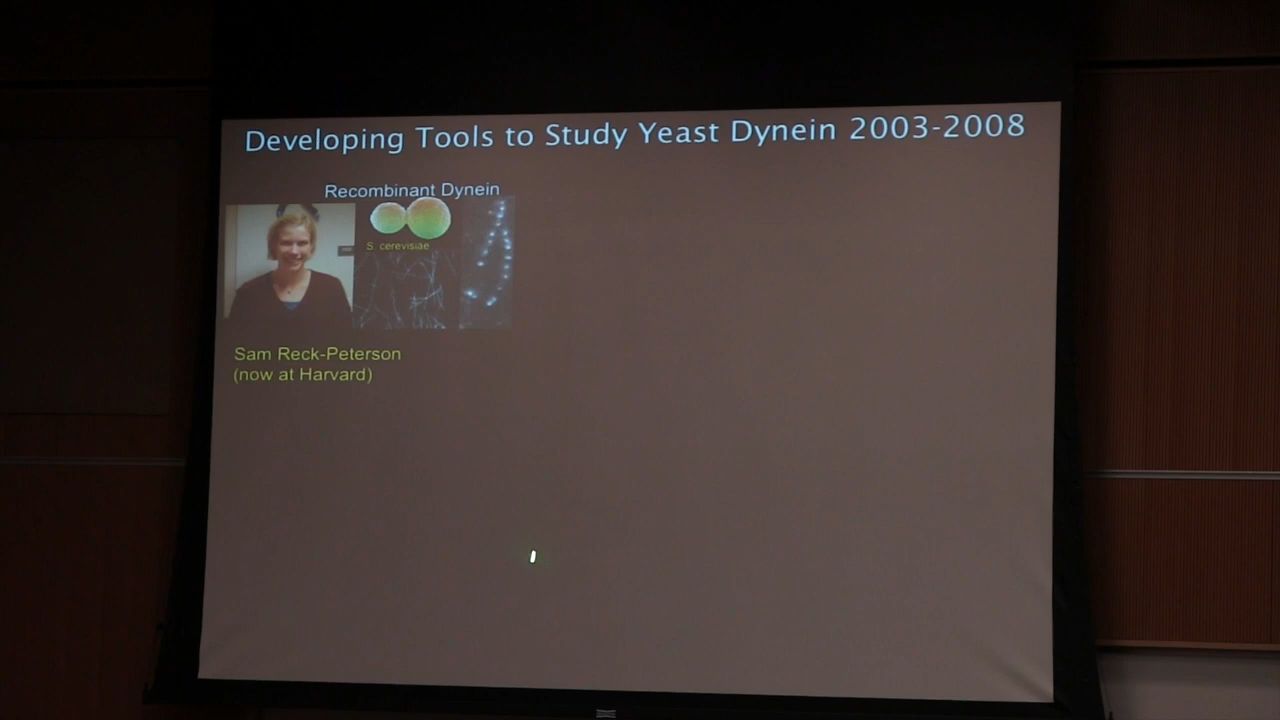 Developing Tools to Study Yeast Dynein 2003-2008
Recombinant Dynein
S. cerevisiae
Sam Reck-Peterson
(now at Harvard)